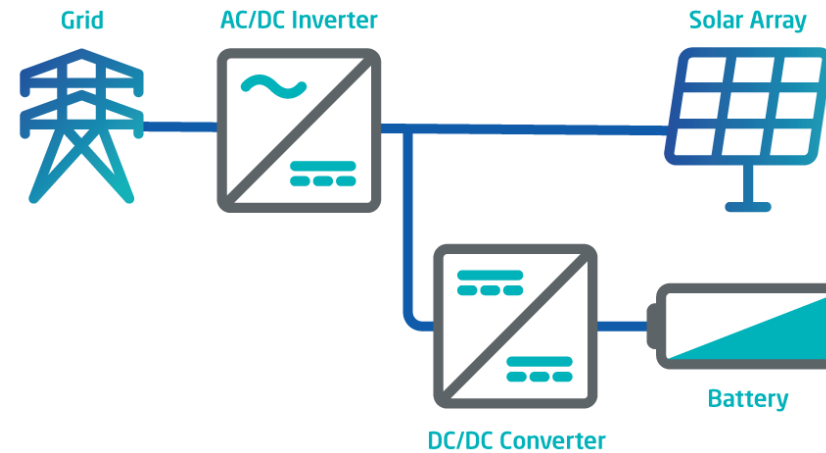 Grid
AC/DC Inverter
Solar Array
Battery
DC/DC Converter